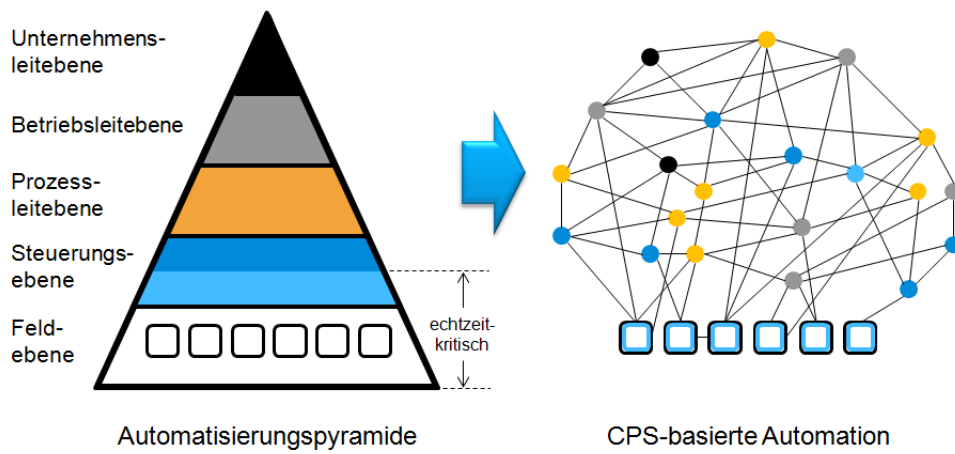 Unternehmens-
leitebene
Betriebsleitebene
Prozess-
leitebene
Steuerungs-
ebene
Feld-
ebene
echtzeit-
kritisch
Automatisierungspyramide
CPS-basierte Automation